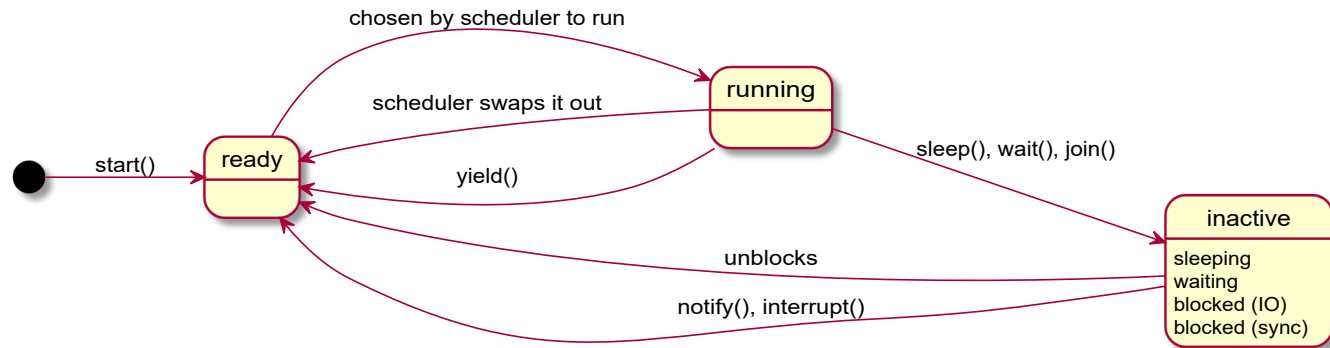 chosen by scheduler to run
running
scheduler swaps it out
start()
ready
yield()
sleep(), wait(), join()
inactive
sleeping
waiting
blocked (IO)
blocked (sync)
unblocks
notify(), interrupt()